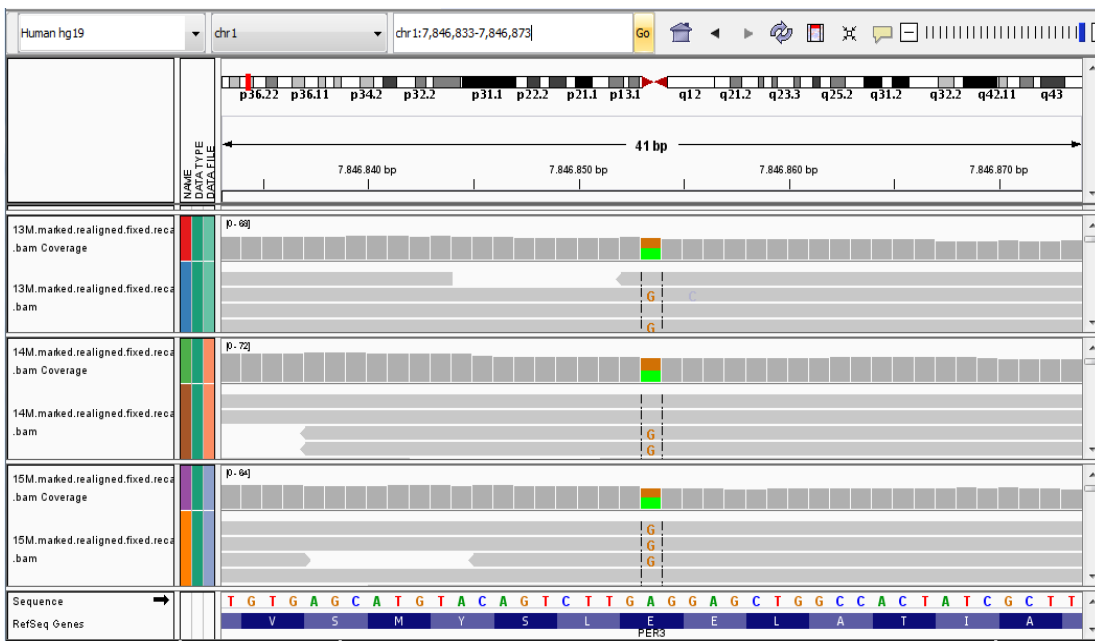 Human hg19 chr1 chr1:7,846,833-7,846,873 Go
p36.22 p36.11 p34.2 p32.2 p31.1 p22.2 p21.1 p13.1 q12 q21.2 q23.3 q25.2 q31.2 q32.2 q42.11 q43
41 bp
NAME
DATA TYPE
DATA FILE
7.846.840 bp 7.846.850 bp 7.846.860 bp 7.846.870 bp
13M.marked.realigned.fixed.reca
.bam Coverage
[0 - 68]
13M.marked.realigned.fixed.reca
.bam
G C
G
14M.marked.realigned.fixed.reca
.bam Coverage
[0 - 72]
14M.marked.realigned.fixed.reca
.bam
G
G
15M.marked.realigned.fixed.reca
.bam Coverage
[0 - 64]
15M.marked.realigned.fixed.reca
.bam
G
G
G
Sequence T G T G A G C A T G T A C A G T C T T G A G G A G C T G G C C A C T A T C G C T T
RefSeq Genes V S M Y S L E E L A T I A
PER3